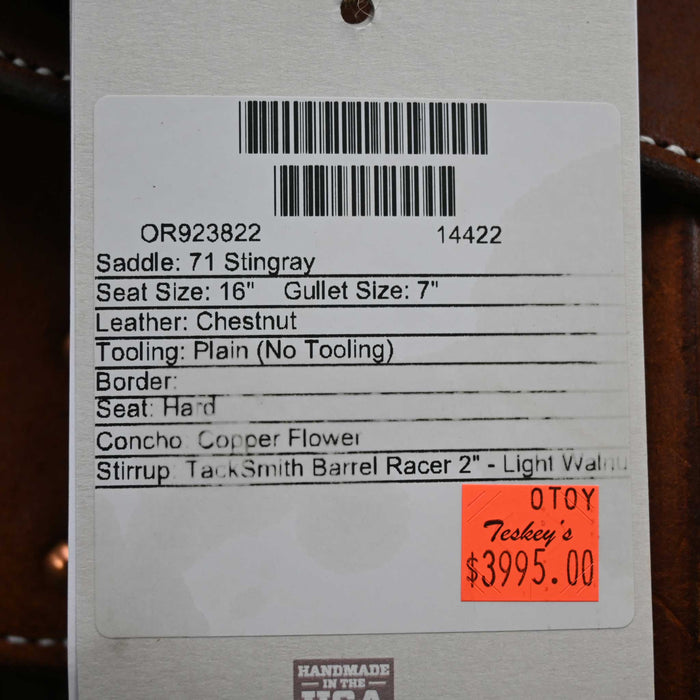 OR923822 14422
Saddle: 71 Stingray
Seat Size: 16" Gullet Size: 7"
Leather: Chestnut
Tooling: Plain (No Tooling)
Border:
Seat: Hard
Concho: Copper Flower
Stirrup: TackSmith Barrel Racer 2" - Light Walnu
OTOY
Teskey's
$3995.00
HANDMADE
IN THE
USA